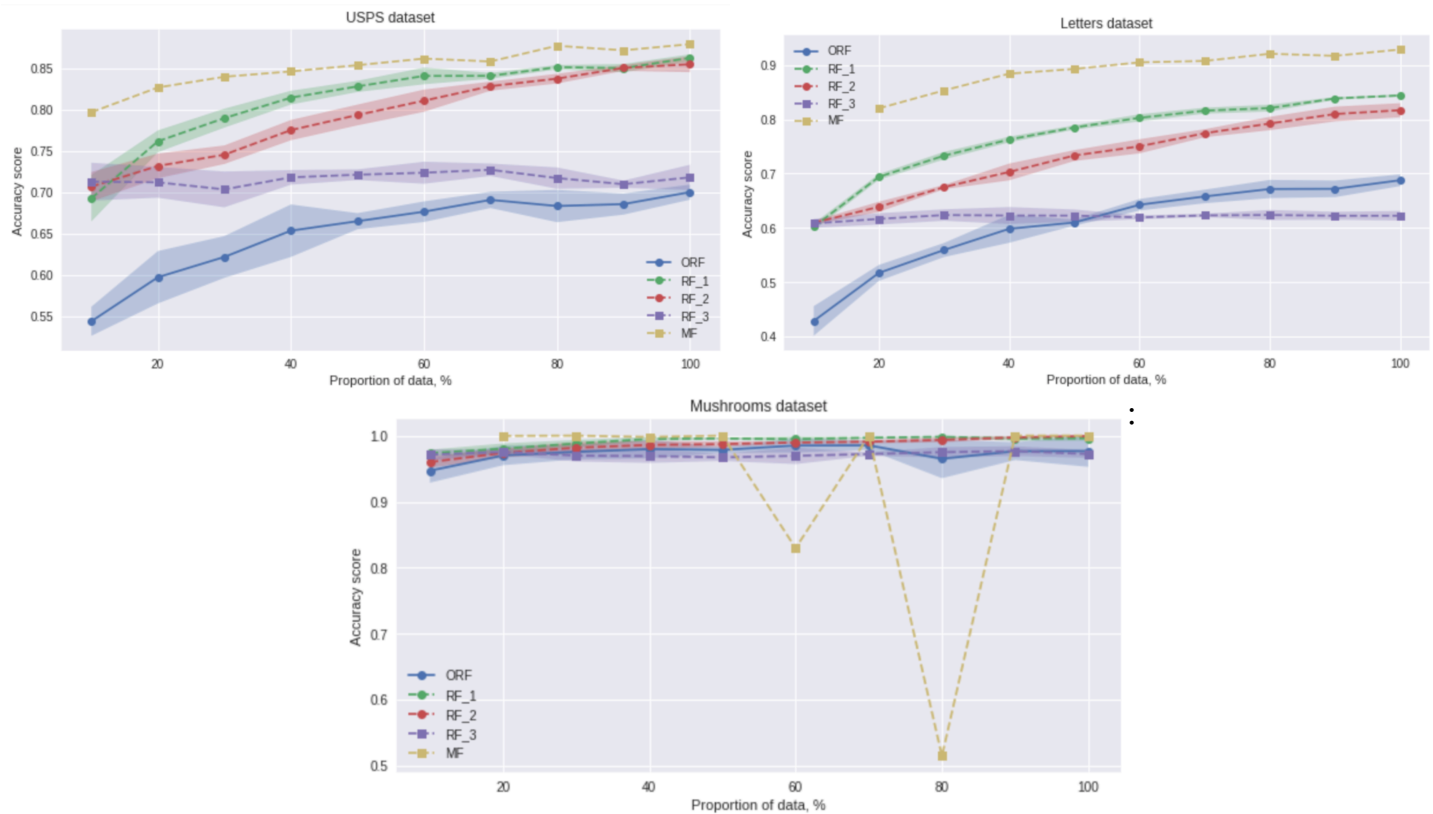 USPS dataset
Accuracy score
0.85
0.80
0.75
0.70
0.65
0.60
0.55
ORF
RF_1
RF_2
RF_3
MF
20 40 60 80 100
Proportion of data, %
Letters dataset
Accuracy score
0.9
0.8
0.7
0.6
0.5
0.4
ORF
RF_1
RF_2
RF_3
MF
20 40 60 80 100
Proportion of data, %
Mushrooms dataset
:
Accuracy score
1.0
0.9
0.8
0.7
0.6
0.5
ORF
RF_1
RF_2
RF_3
MF
20 40 60 80 100
Proportion of data, %